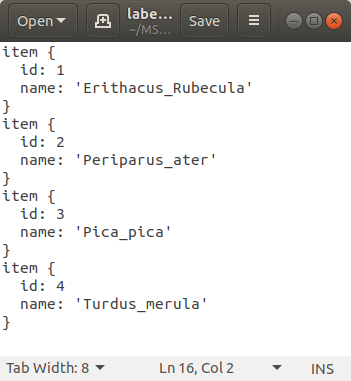 Open labe... Save
~/MS...
item {
  id: 1
  name: 'Erithacus_Rubecula'
}
item {
  id: 2
  name: 'Periparus_ater'
}
item {
  id: 3
  name: 'Pica_pica'
}
item {
  id: 4
  name: 'Turdus_merula'
}
Tab Width: 8 Ln 16, Col 2 INS